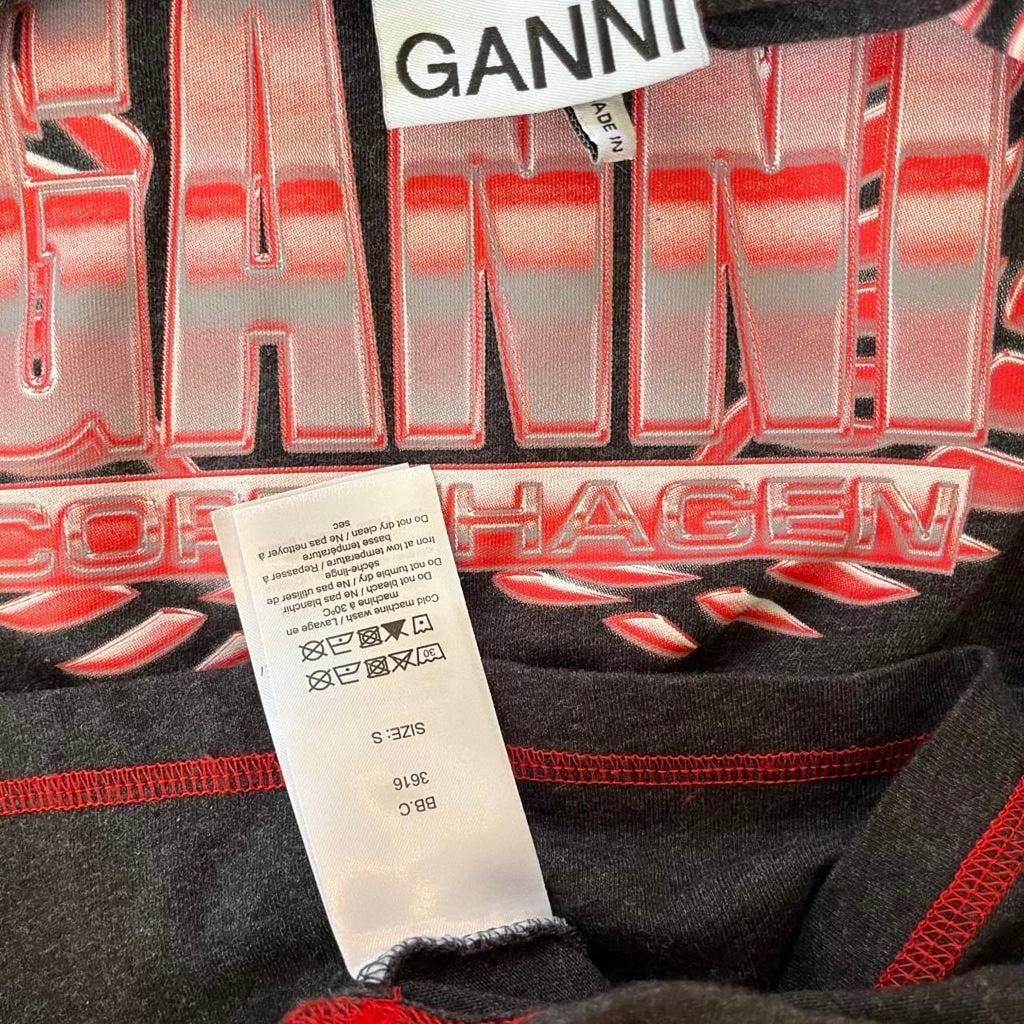 GANNI
MADE IN
GANNI
COPENHAGEN
BB.C
3616
SIZE: S
30
Cold machine wash / Lavage en
machine à 30°C
Do not bleach / Ne pas blanchir
Do not tumble dry / Ne pas utiliser de
sèche-linge
Iron at low temperature / Repasser à
basse température
Do not dry clean / Ne pas nettoyer à
sec